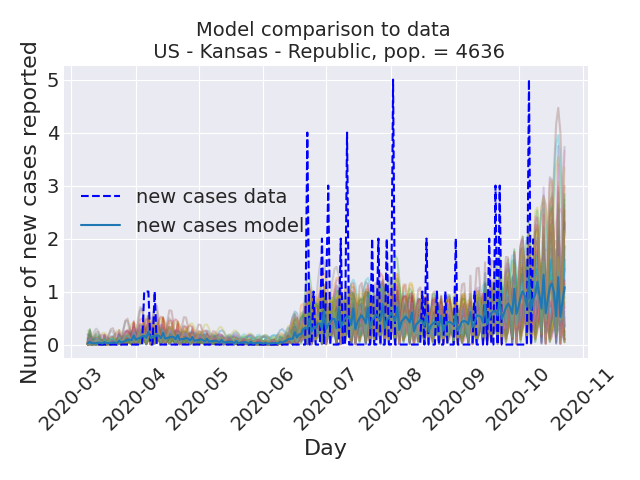 Model comparison to data
US - Kansas - Republic, pop. = 4636
Number of new cases reported
5
4
3
2
1
0
new cases data
new cases model
2020-03
2020-04
2020-05
2020-06
2020-07
2020-08
2020-09
2020-10
2020-11
Day